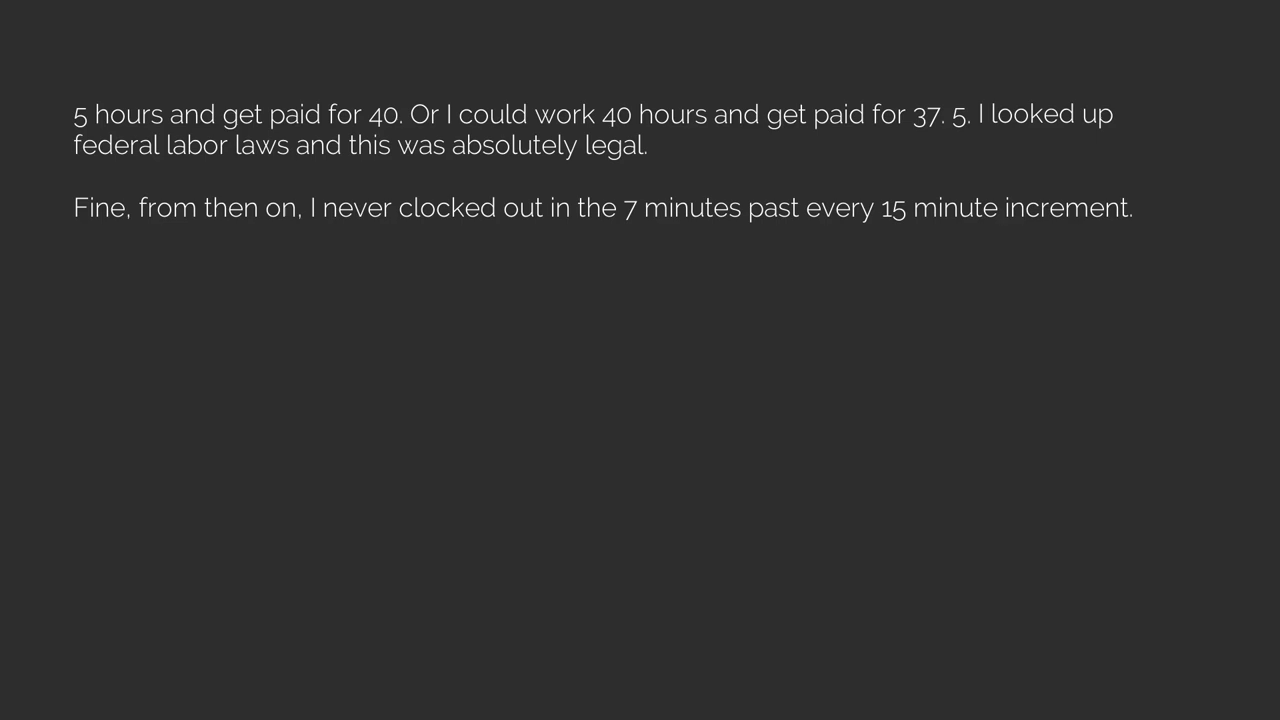 5 hours and get paid for 40. Or I could work 40 hours and get paid for 37. 5. I looked up
federal labor laws and this was absolutely legal.
Fine, from then on, I never clocked out in the 7 minutes past every 15 minute increment.